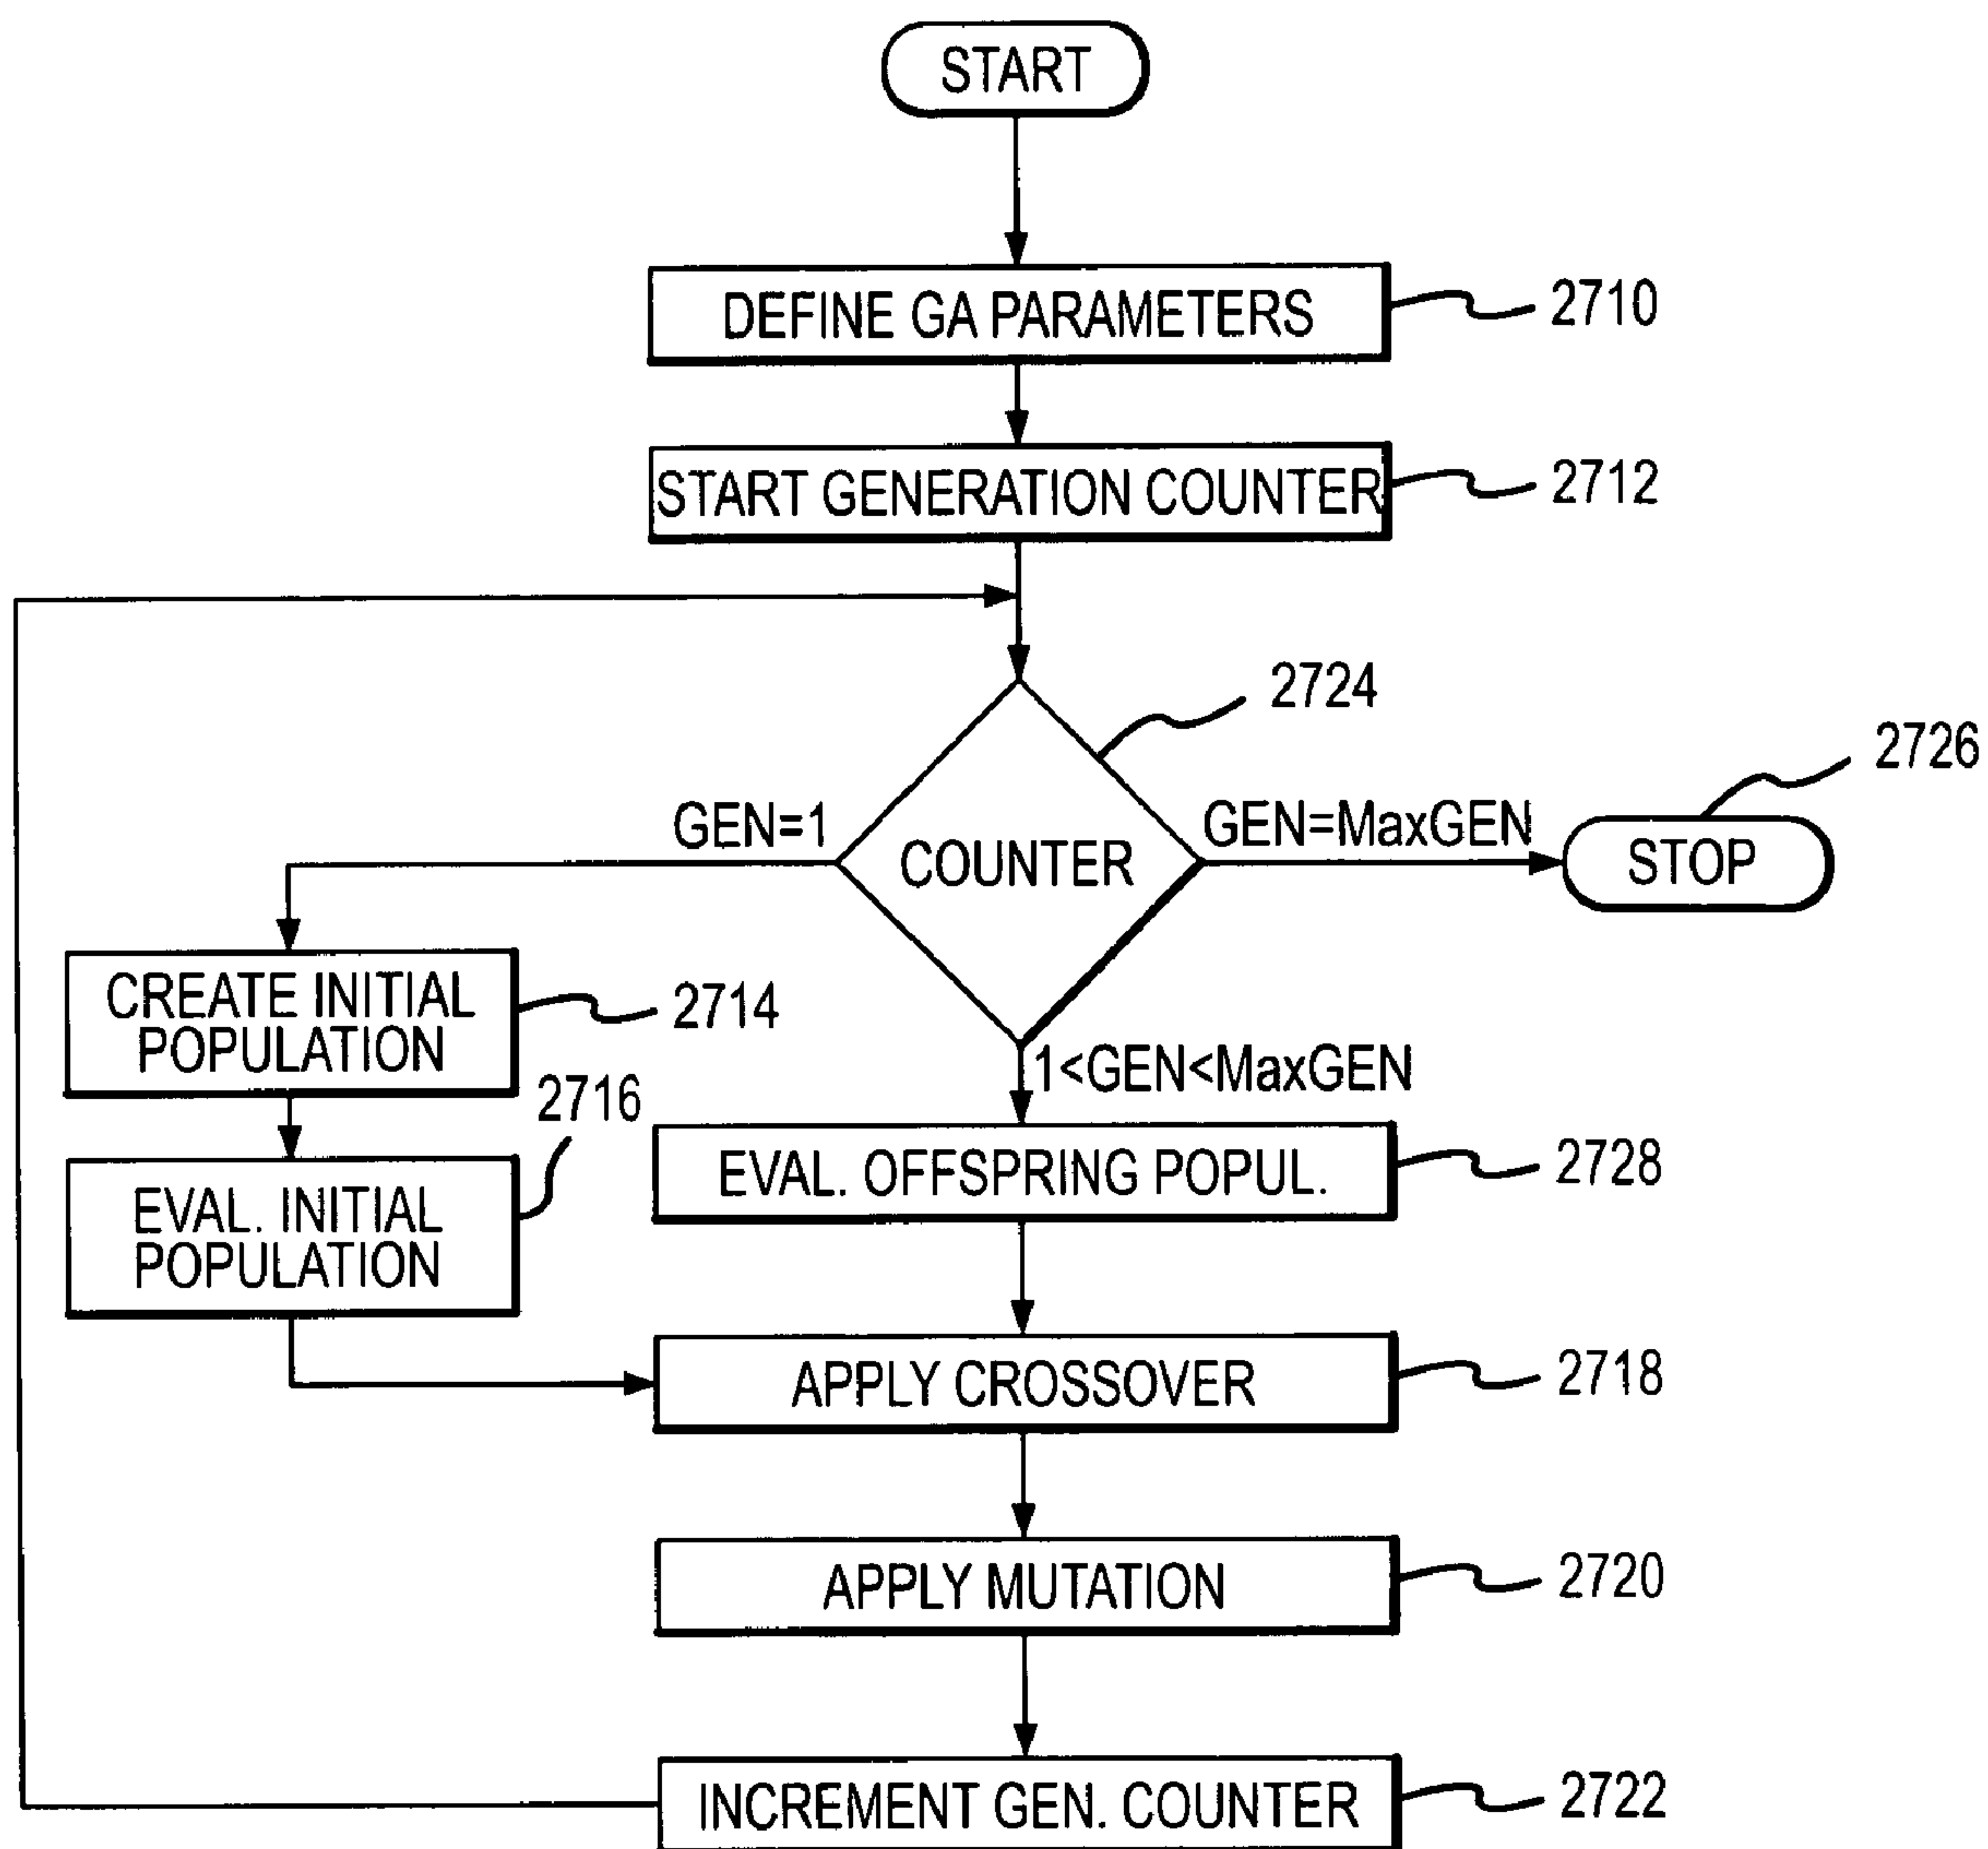 START
DEFINE GA PARAMETERS
2710
START GENERATION COUNTER
2712
2724
2726
GEN=1
COUNTER
GEN=MaxGEN
STOP
CREATE INITIAL
POPULATION
2714
1<GEN<MaxGEN
2716
EVAL. INITIAL
POPULATION
EVAL. OFFSPRING POPUL.
2728
APPLY CROSSOVER
2718
APPLY MUTATION
2720
INCREMENT GEN. COUNTER
2722